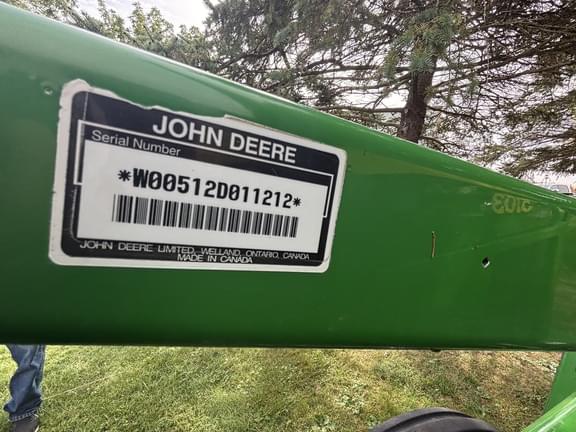 JOHN DEERE
Serial Number
*W00512D011212*
JOHN DEERE LIMITED, WELLAND, ONTARIO, CANADA
MADE IN CANADA